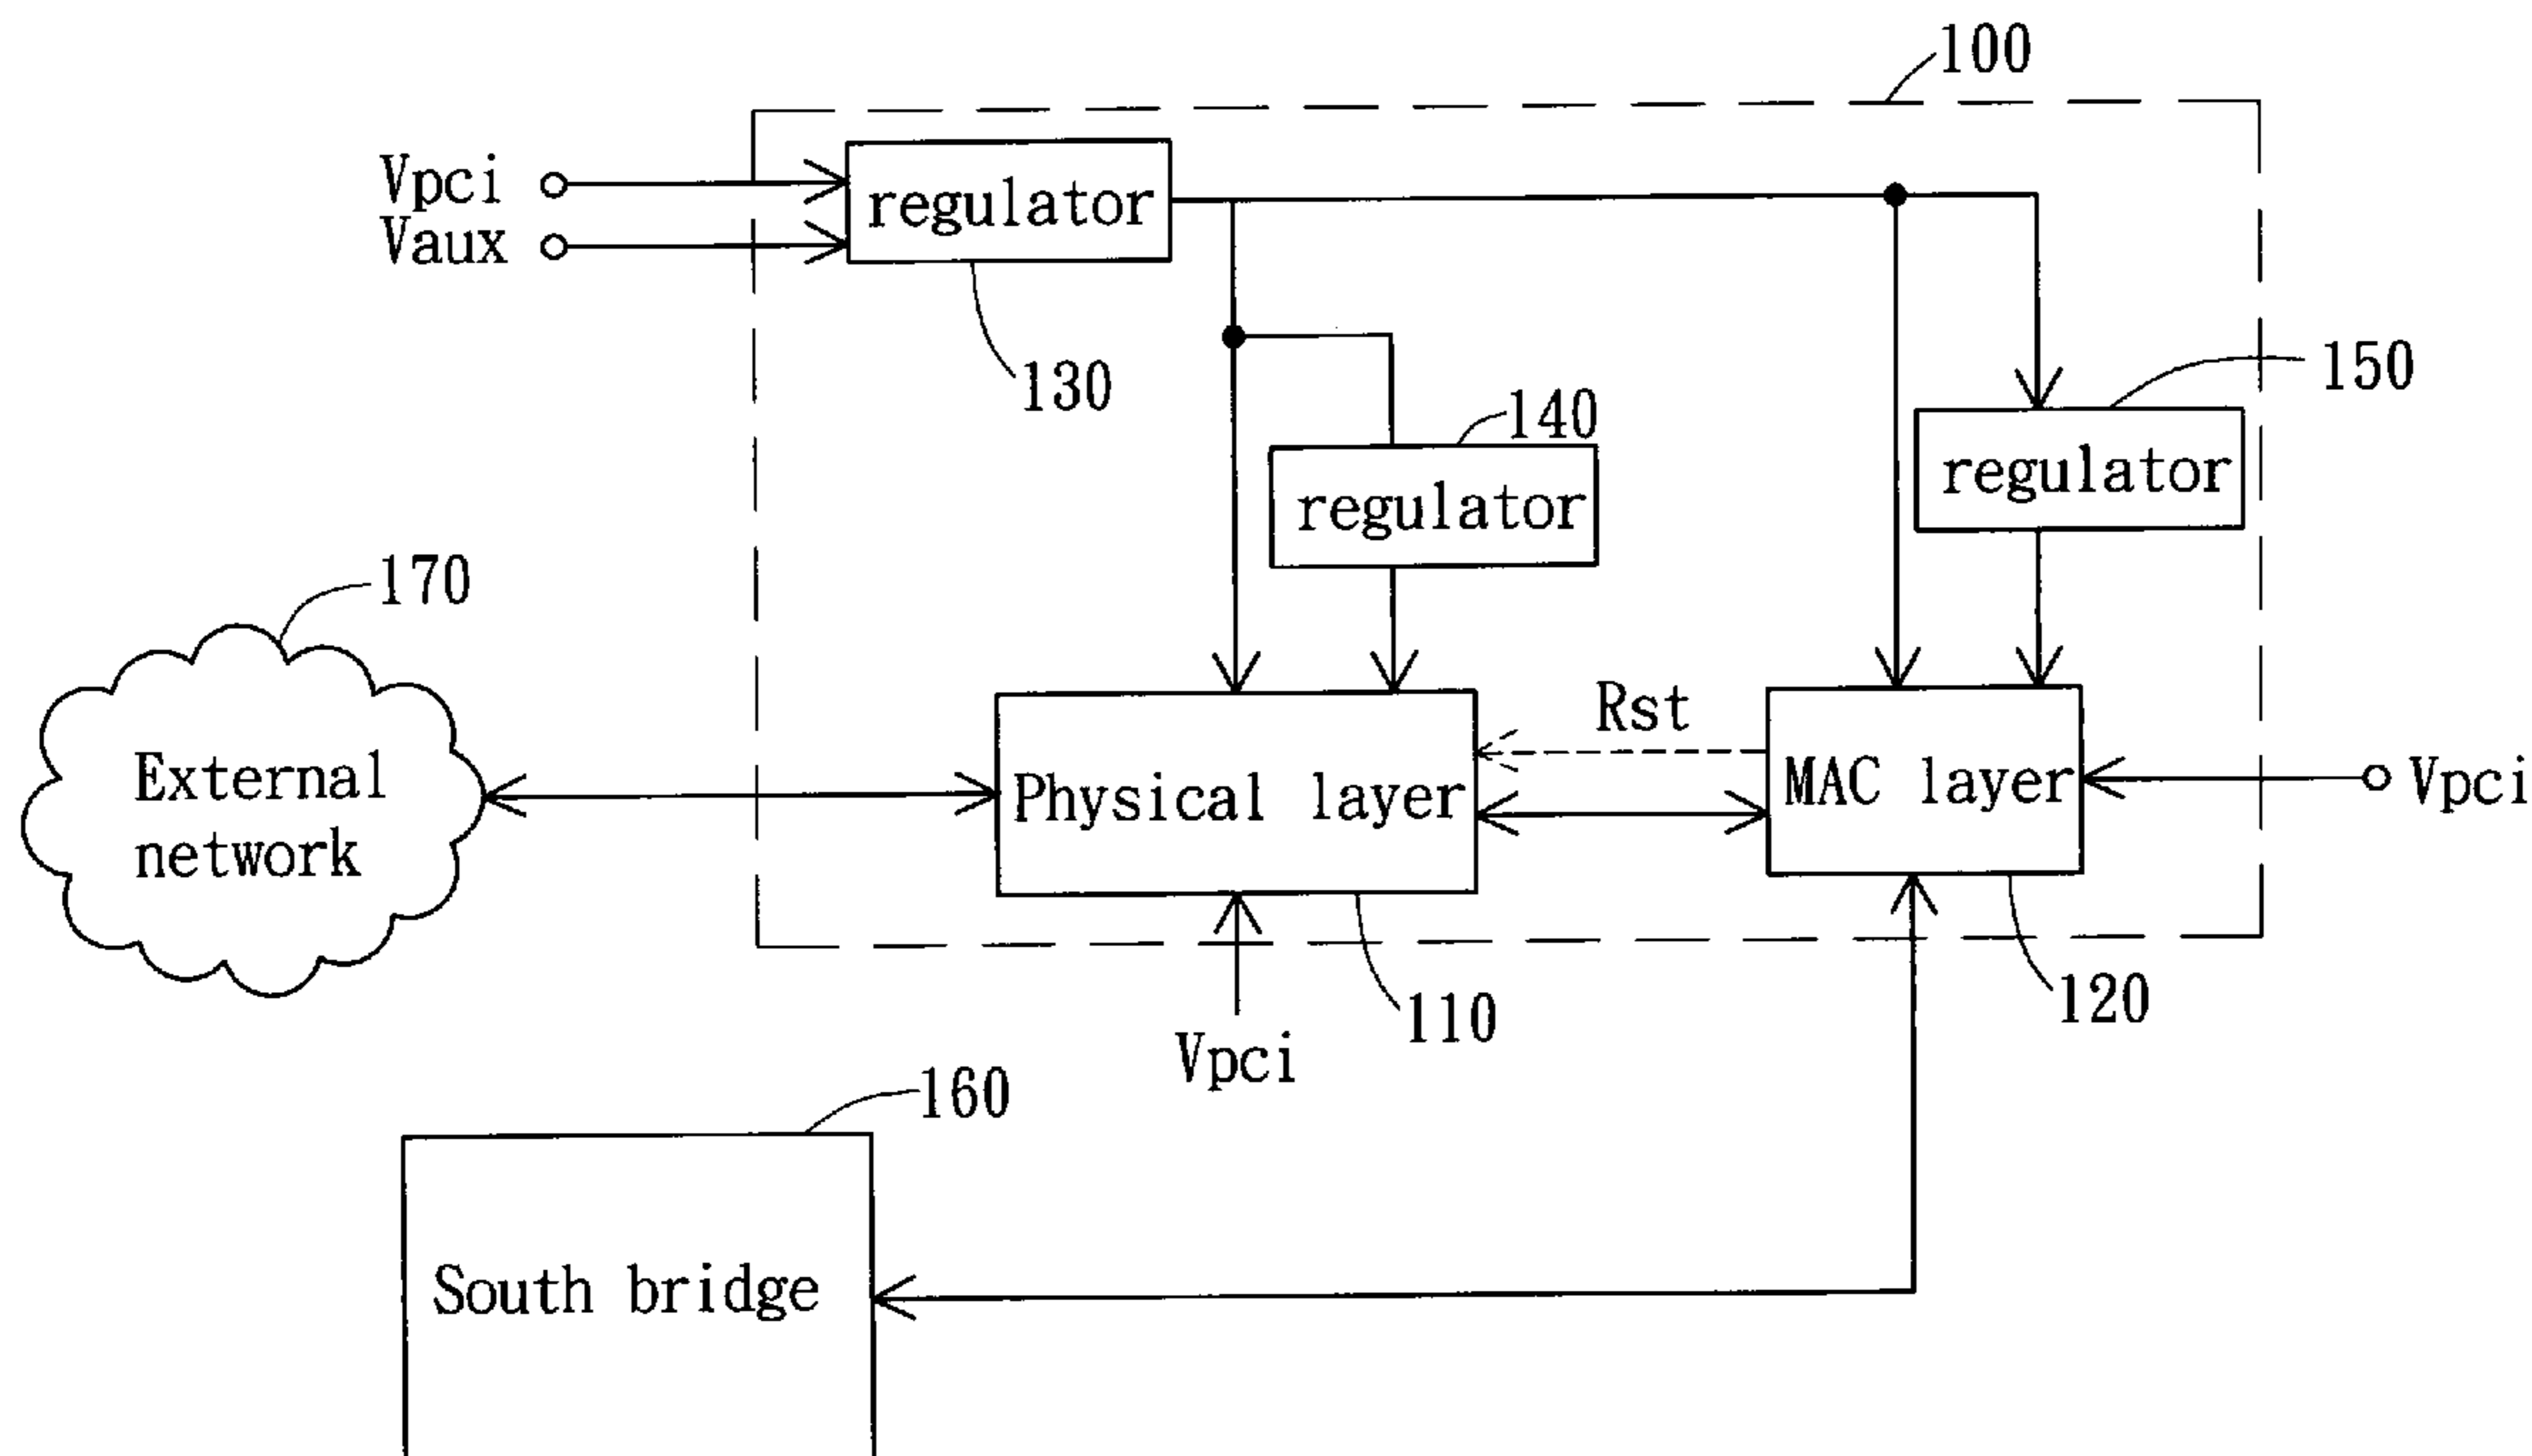 100
Vpci
Vaux
regulator
130
140
150
regulator
regulator
170
External
network
Rst
Physical layer
MAC layer
Vpci
110
120
Vpci
160
South bridge